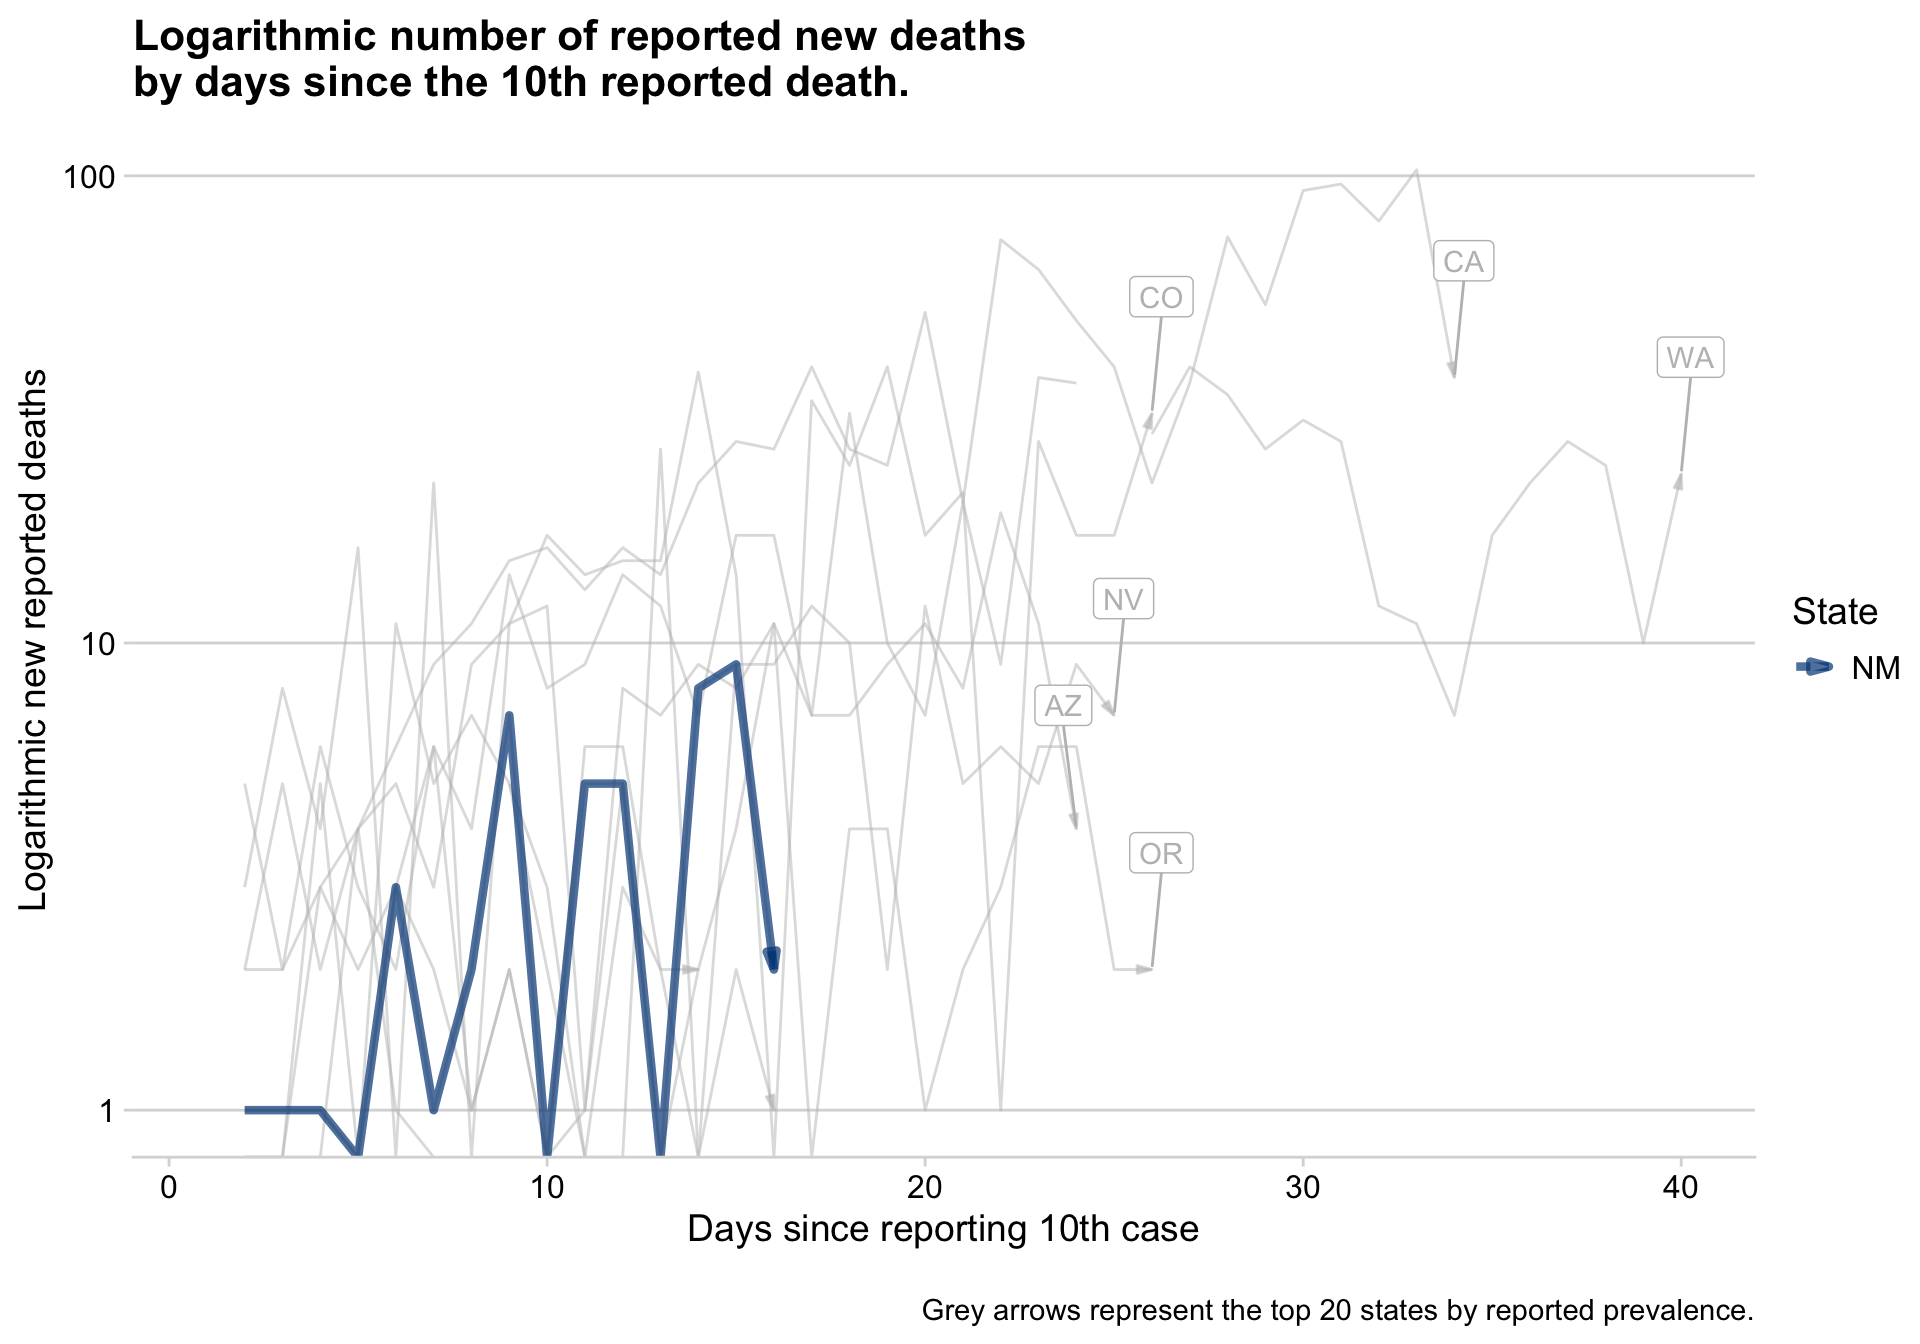 Logarithmic number of reported new deaths
by days since the 10th reported death.
100
CA
CO
WA
Logarithmic new reported deaths
10
NV
State
NM
AZ
OR
1
0 10 20 30 40
Days since reporting 10th case
Grey arrows represent the top 20 states by reported prevalence.